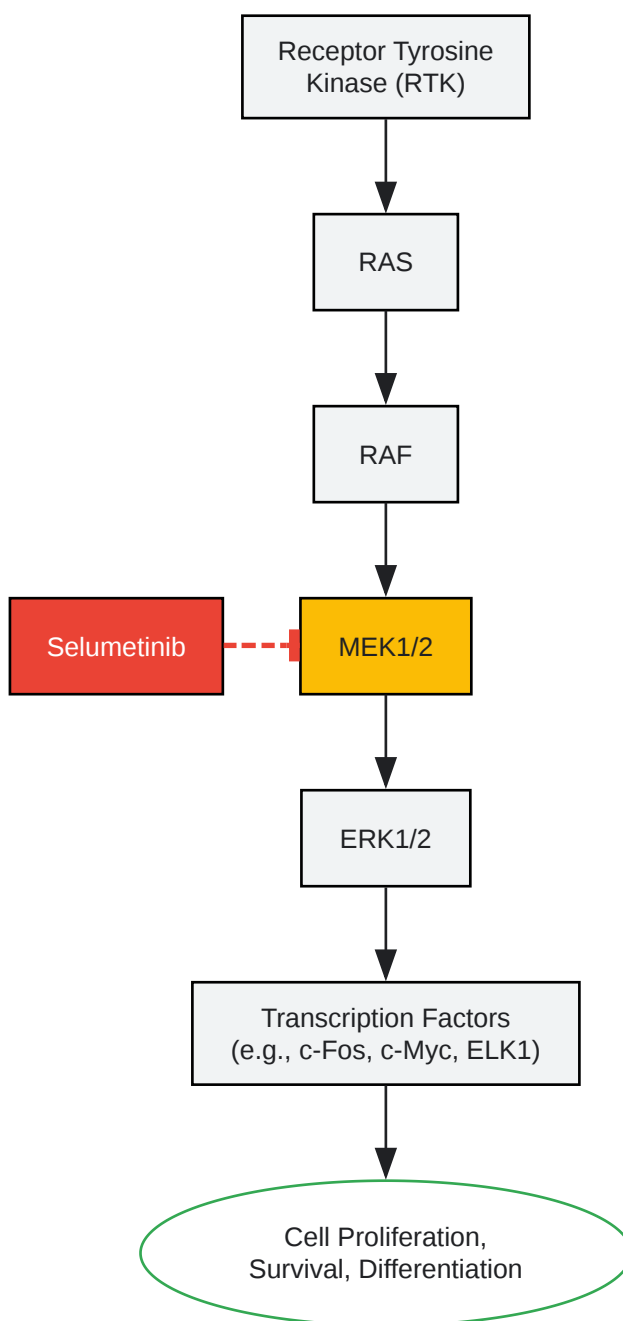 Receptor Tyrosine
Kinase (RTK)
RAS
RAF
Selumetinib
MEK1/2
ERK1/2
Transcription Factors
(e.g., c-Fos, c-Myc, ELK1)
Cell Proliferation,
Survival, Differentiation